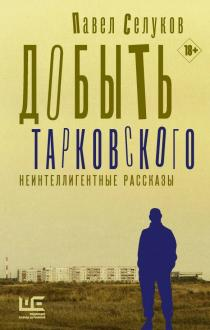 Павел Селуков
18+
ДОБЫТЬ
ТАРКОВСКОГО
НЕИНТЕЛЛИГЕНТНЫЕ РАССКАЗЫ